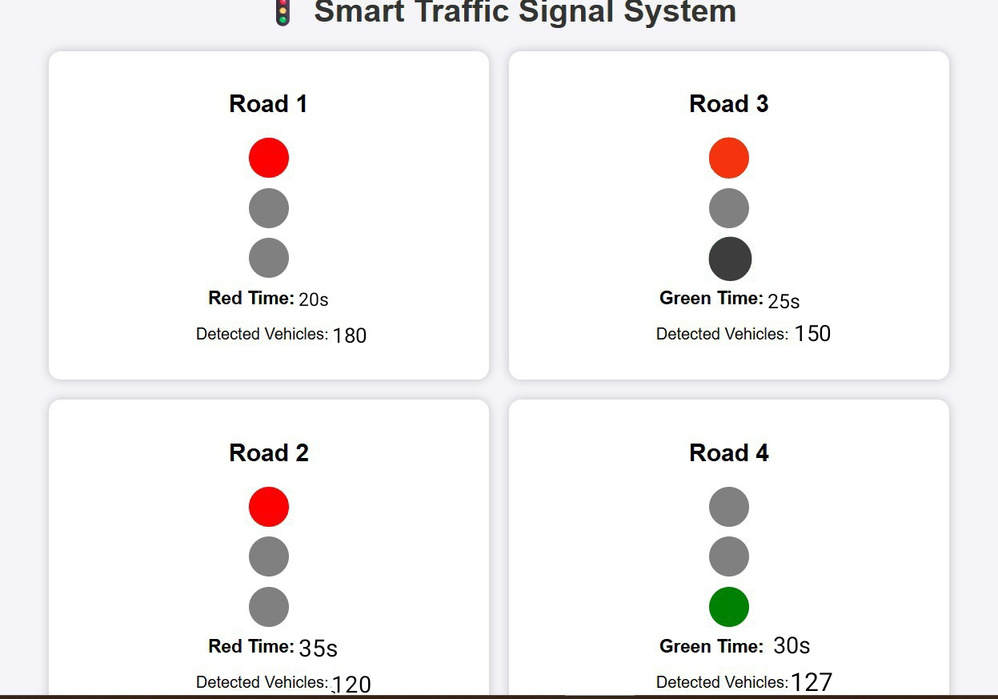 🚦 Smart Traffic Signal System
Road 1
Red Time: 20s
Detected Vehicles: 180
Road 3
Green Time: 25s
Detected Vehicles: 150
Road 2
Red Time: 35s
Detected Vehicles: 120
Road 4
Green Time: 30s
Detected Vehicles: 127